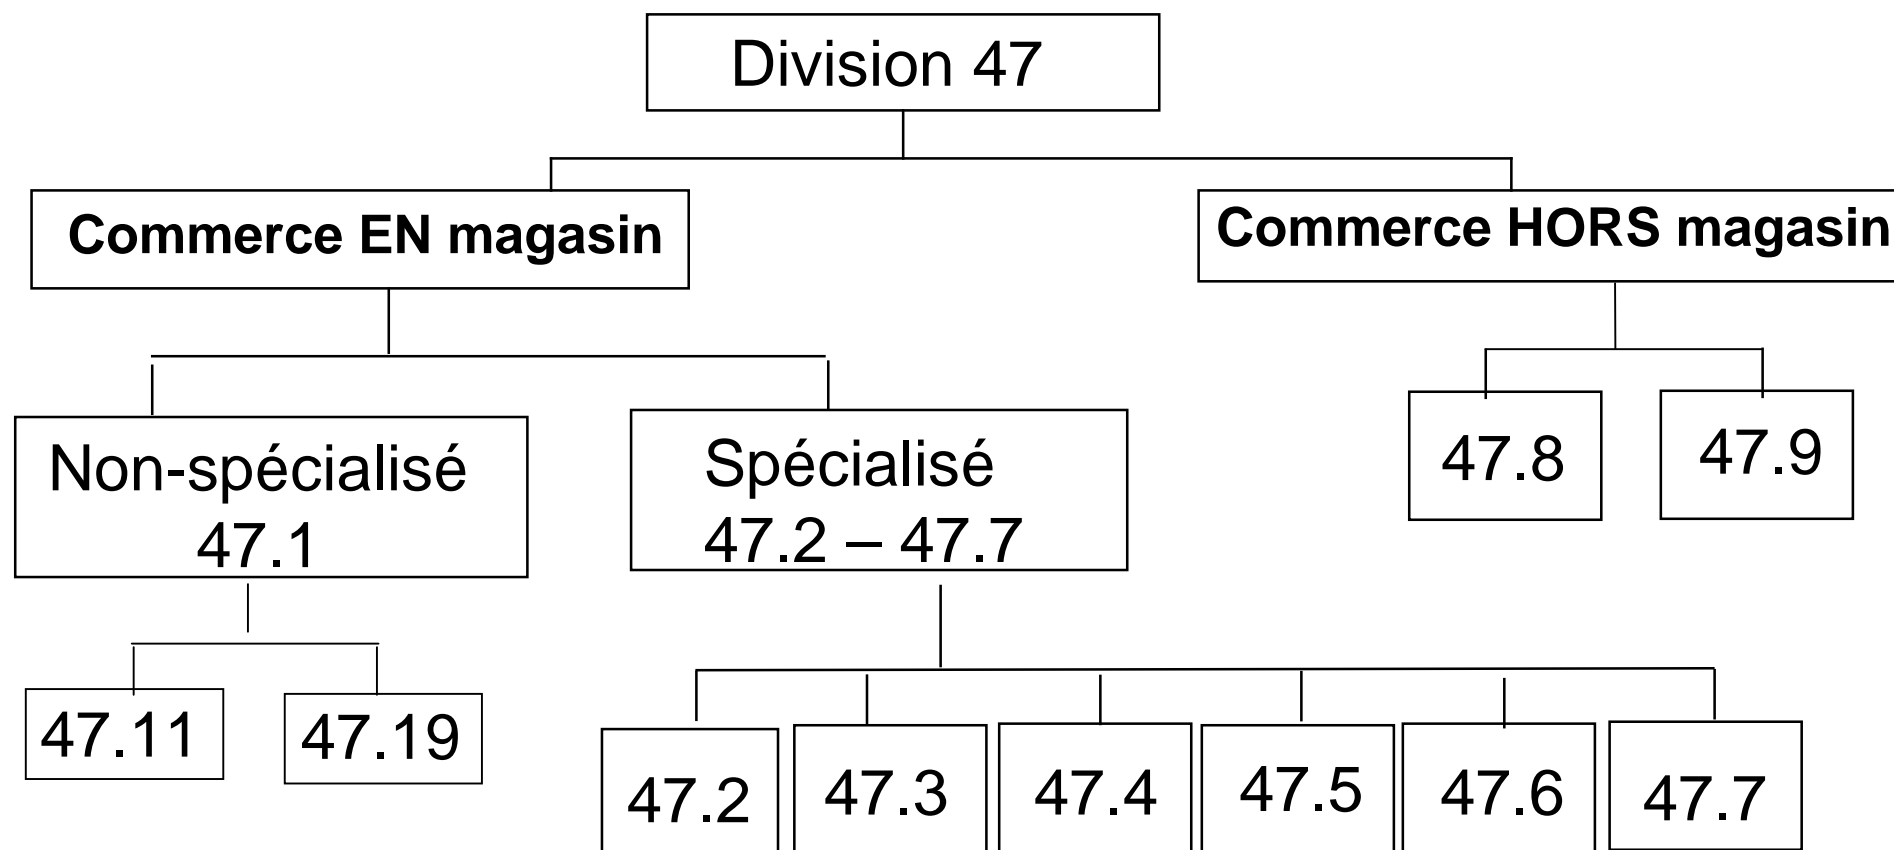 Division 47
Commerce EN magasin
Commerce HORS magasin
Non-spécialisé
47.1
Spécialisé
47.2 – 47.7
47.8
47.9
47.11
47.19
47.2
47.3
47.4
47.5
47.6
47.7